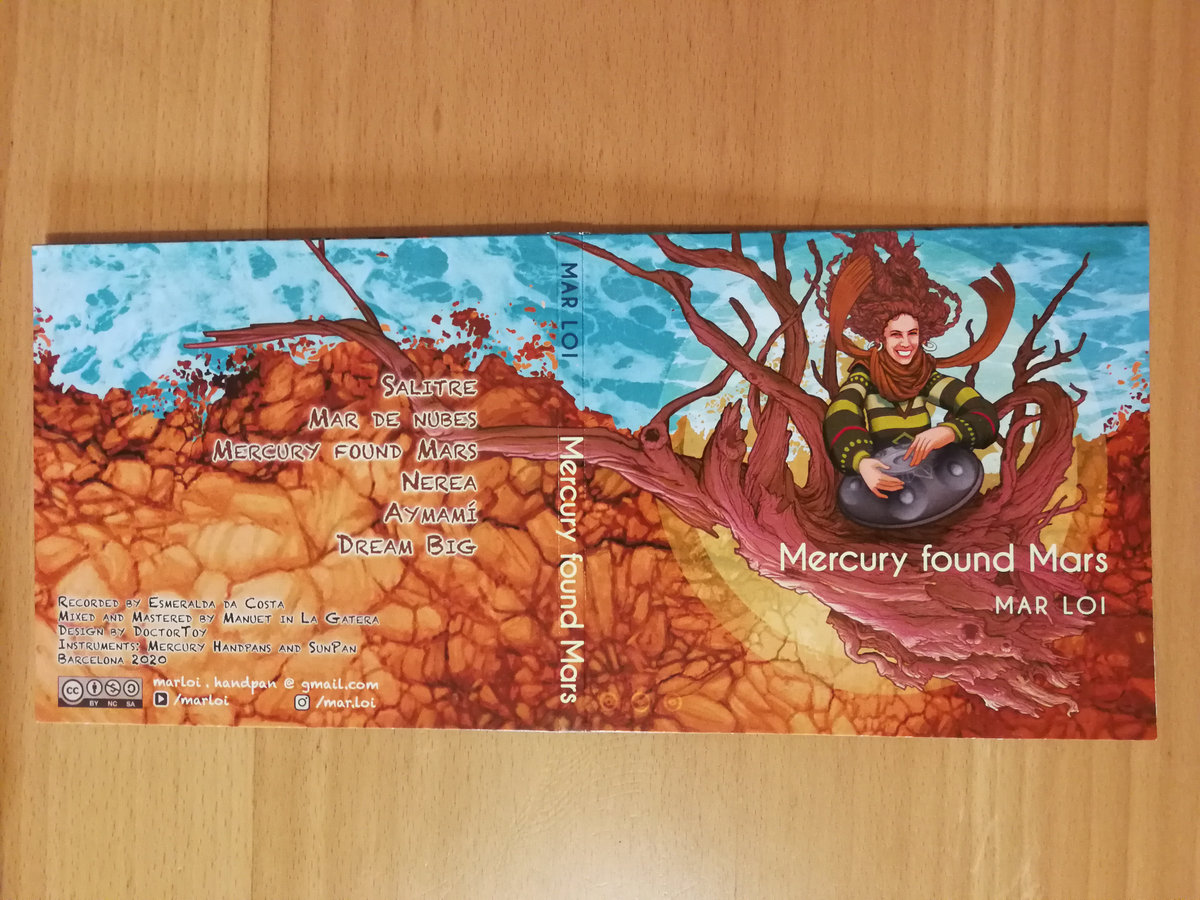 Salitre
Mar de nubes
Mercury found Mars
Nerea
Aymamí
Dream Big
Recorded by Esmeralda da Costa
Mixed and Mastered by Manuet in La Gatera
Design by DoctorToy
Instruments: Mercury Handpans and SunPan
Barcelona 2020
cc
BY NC SA
marloi.handpan@gmail.com
/marloi
/mar.loi
MAR LOI
Mercury found Mars
Mercury found Mars
MAR LOI